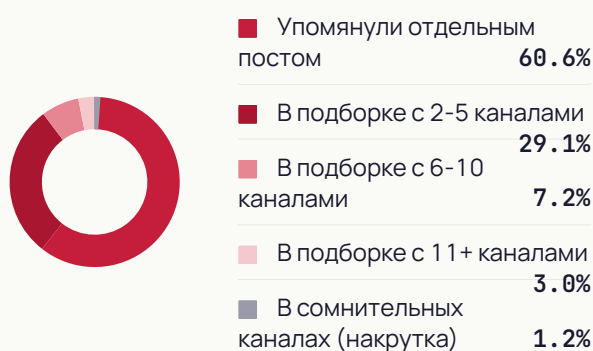 Упомянули отдельным
постом 60.6%
В подборке с 2-5 каналами
29.1%
В подборке с 6-10
каналами 7.2%
В подборке с 11+ каналами
3.0%
В сомнительных
каналах (накрутка) 1.2%